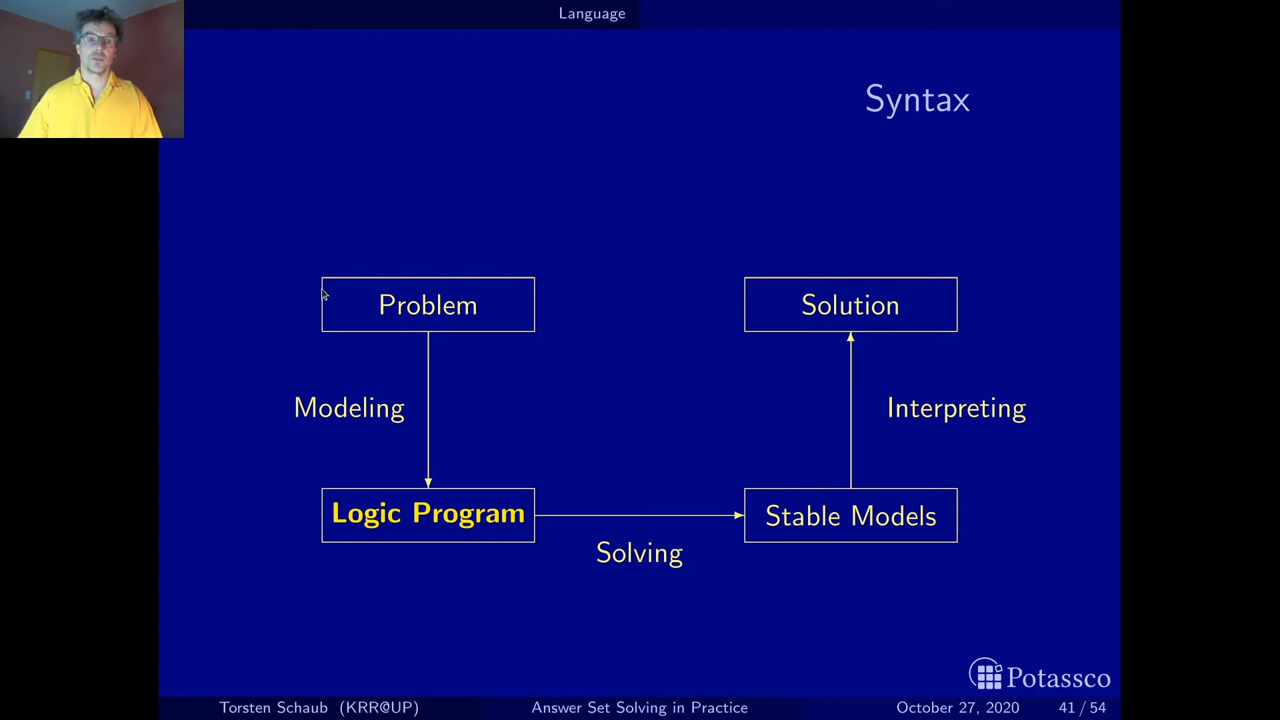 Language
Syntax
Problem
Solution
Modeling
Interpreting
Logic Program
Stable Models
Solving
Potassco
Torsten Schaub (KRR@UP) Answer Set Solving in Practice October 27, 2020 41 / 54